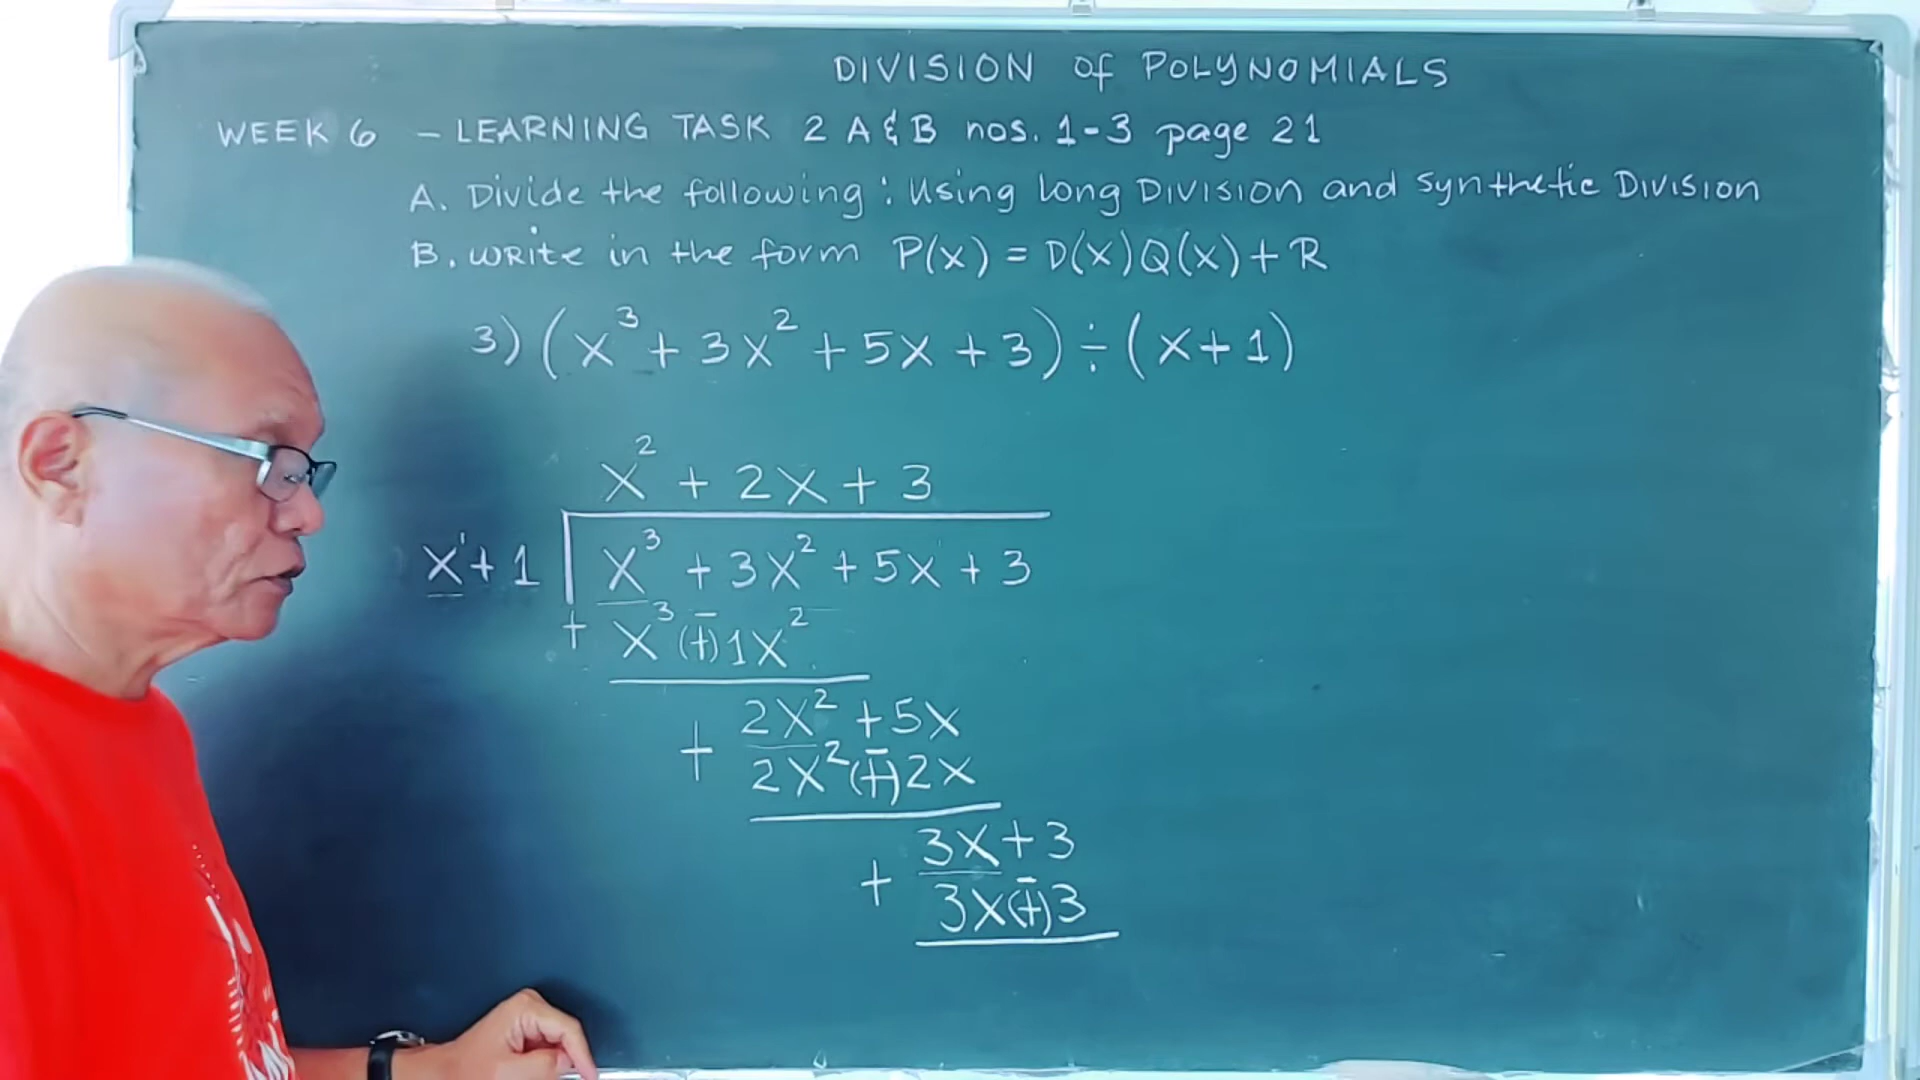 DIVISION of POLYNOMIALS
WEEK 6 - LEARNING TASK 2 A & B nos. 1-3 page 21
A. Divide the following : Using long DIVISION and synthetic DIVISION
B. WRite in the form P(x) = D(x)Q(x) + R
3) (x³ + 3x² + 5x + 3) ÷ (x + 1)
x² + 2x + 3
x¹ + 1 x³ + 3x² + 5x + 3
+ x³ (∓) 1x²
2x² + 5x
+ 2x² (∓) 2x
3x + 3
+ 3x (∓) 3